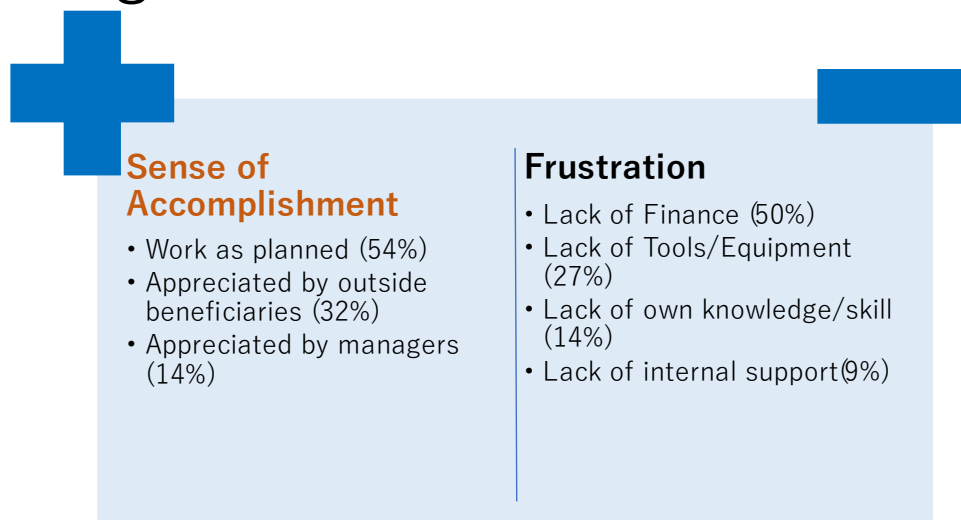 Sense of
Accomplishment
• Work as planned (54%)
• Appreciated by outside
beneficiaries (32%)
• Appreciated by managers
(14%)
Frustration
• Lack of Finance (50%)
• Lack of Tools/Equipment
(27%)
• Lack of own knowledge/skill
(14%)
• Lack of internal support(9%)